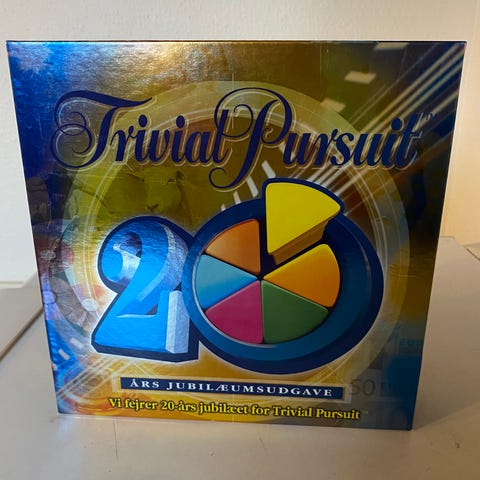 Trivial Pursuit
20
ÅRS JUBILÆUMSUDGAVE
Vi fejrer 20-års jubilæet for Trivial Pursuit